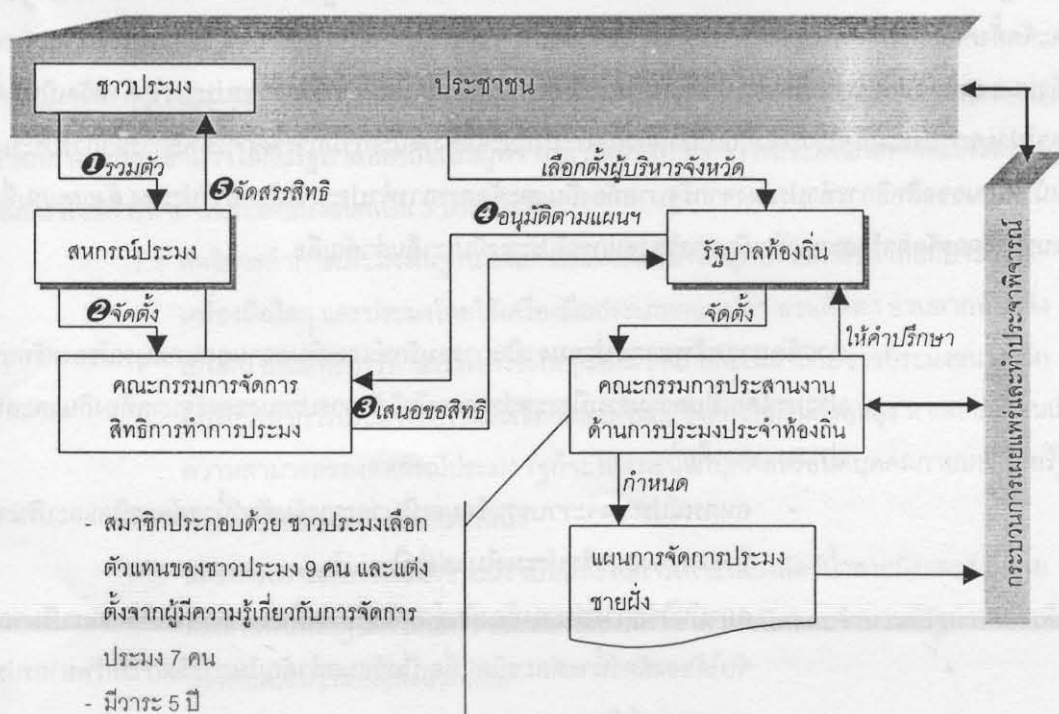 ชาวประมง
ประชาชน
❶รวมตัว
❺จัดสรรสิทธิ
เลือกตั้งผู้บริหารจังหวัด
❹อนุมัติตามแผนฯ
สหกรณ์ประมง
รัฐบาลท้องถิ่น
❷จัดตั้ง
จัดตั้ง
ให้คำปรึกษา
คณะกรรมการจัดการ
สิทธิการทำการประมง
❸เสนอขอสิทธิ
คณะกรรมการประสานงาน
ด้านการประมงประจำท้องถิ่น
กำหนด
แผนการจัดการประมง
ชายฝั่ง
กระบวนการเผยแพร่และทำประชาพิจารณ์
- สมาชิกประกอบด้วย ชาวประมงเลือก
ตัวแทนของชาวประมง 9 คน และแต่ง
ตั้งจากผู้มีความรู้เกี่ยวกับการจัดการ
ประมง 7 คน
- มีวาระ 5 ปี